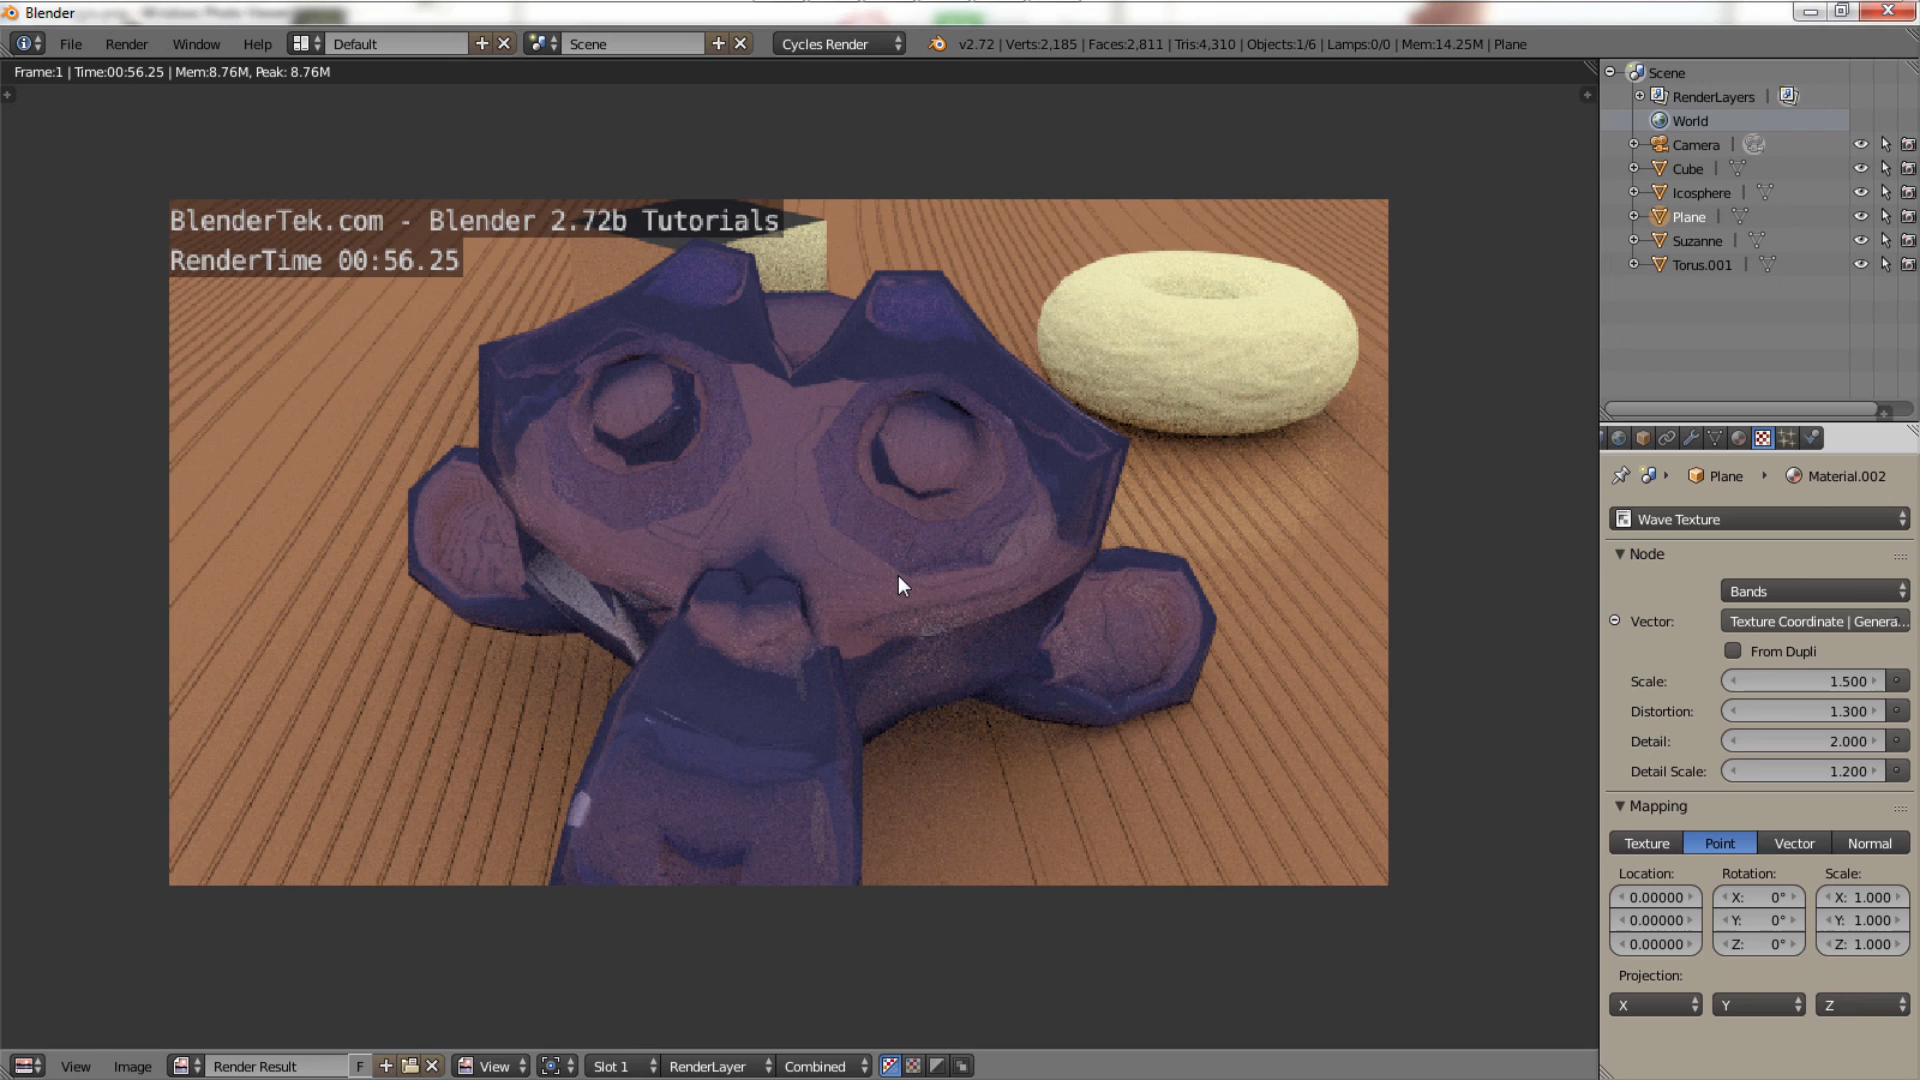 Blender
File Render Window Help Default Scene Cycles Render v2.72 | Verts:2,185 | Faces:2,811 | Tris:4,310 | Objects:1/6 | Lamps:0/0 | Mem:14.25M | Plane
Frame:1 | Time:00:56.25 | Mem:8.76M, Peak: 8.76M
BlenderTek.com - Blender 2.72b Tutorials
RenderTime 00:56.25
Scene
RenderLayers
World
Camera
Cube
Icosphere
Plane
Suzanne
Torus.001
Plane Material.002
Wave Texture
Node
Bands
Vector: Texture Coordinate | Genera...
From Dupli
Scale: 1.500
Distortion: 1.300
Detail: 2.000
Detail Scale: 1.200
Mapping
Texture Point Vector Normal
Location: Rotation: Scale:
0.00000 X: 0° X: 1.000
0.00000 Y: 0° Y: 1.000
0.00000 Z: 0° Z: 1.000
Projection:
X Y Z
View Image Render Result F View Slot 1 RenderLayer Combined